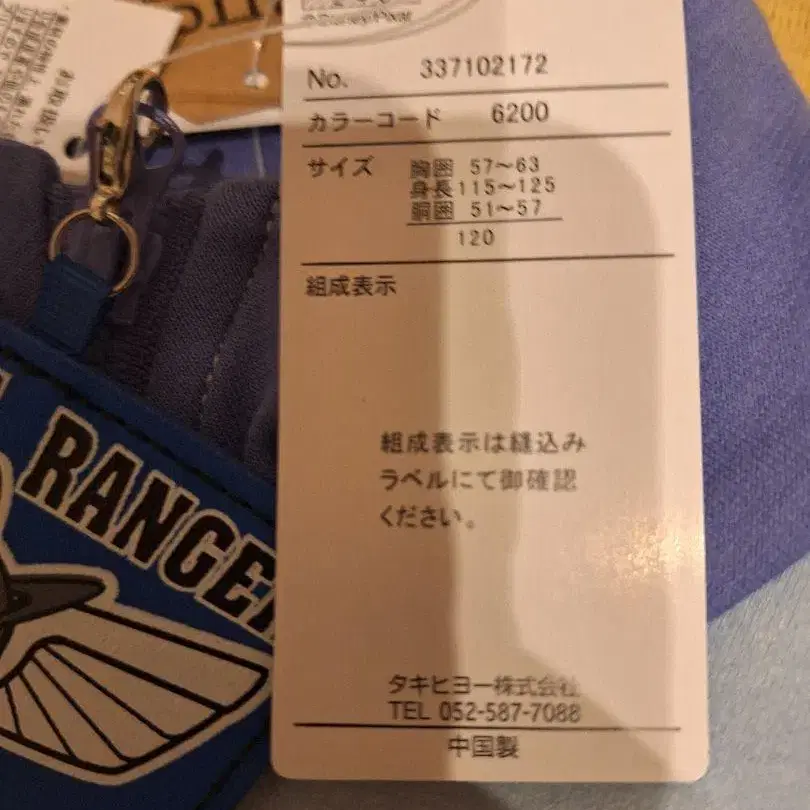 ©Disney/Pixar
No. 337102172
カラーコード 6200
サイズ 胸囲 57～63
身長 115～125
胴囲 51～57
120
組成表示
組成表示は縫込み
ラベルにて御確認
ください。
タキヒヨー株式会社
TEL 052-587-7088
中国製
RANGER